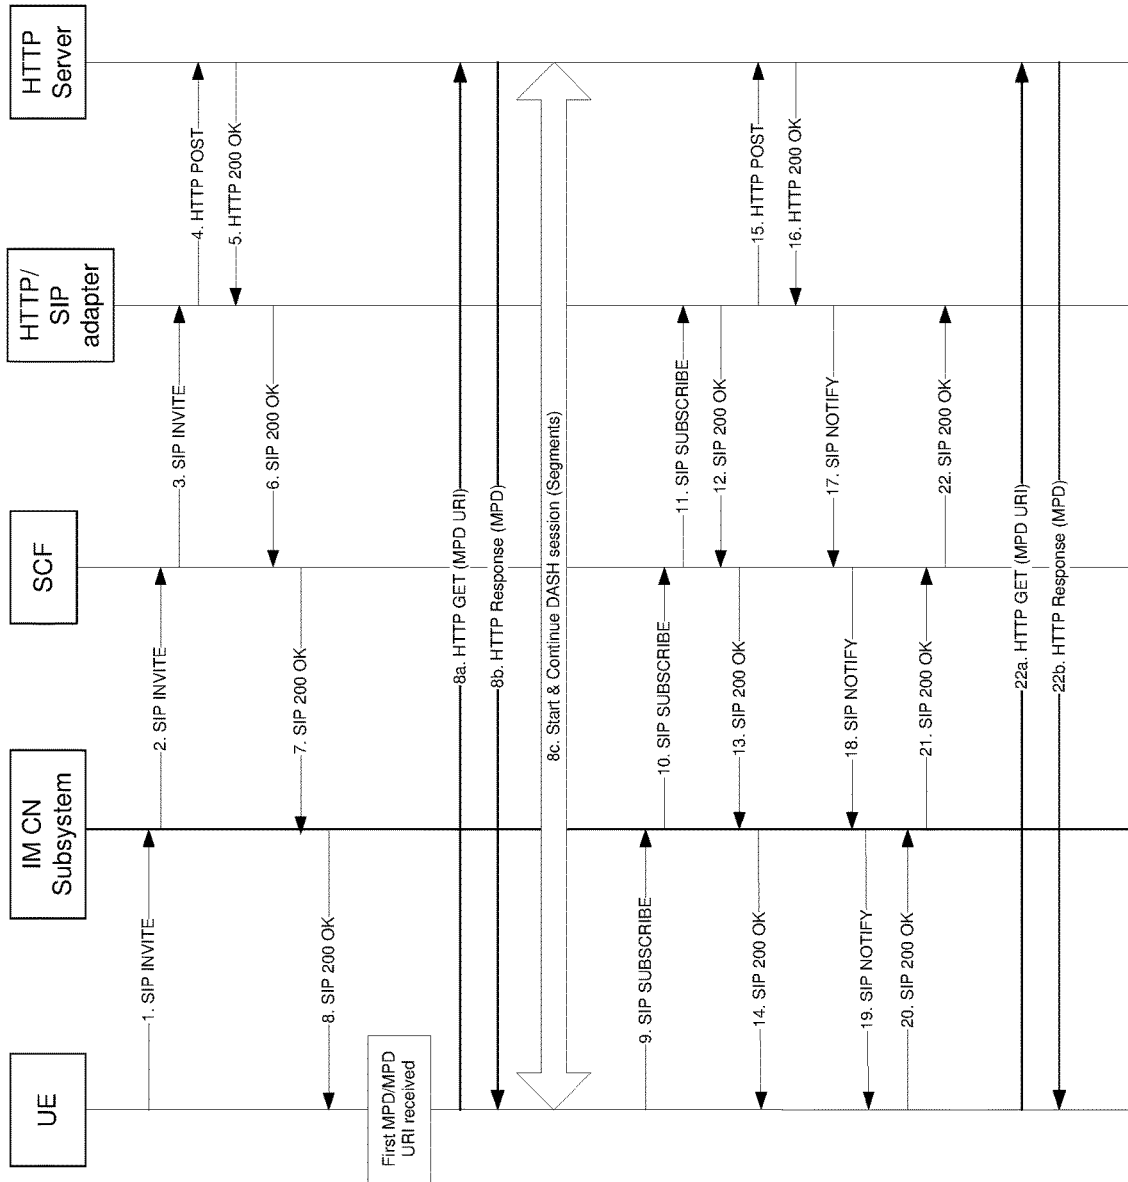 UE
IM CN
Subsystem
SCF
HTTP/
SIP
adapter
HTTP
Server
1. SIP INVITE
2. SIP INVITE
3. SIP INVITE
4. HTTP POST
5. HTTP 200 OK
6. SIP 200 OK
7. SIP 200 OK
8. SIP 200 OK
First MPD/MPD
URI received
8a. HTTP GET (MPD URI)
8b. HTTP Response (MPD)
8c. Start & Continue DASH session (Segments)
9. SIP SUBSCRIBE
10. SIP SUBSCRIBE
11. SIP SUBSCRIBE
12. SIP 200 OK
13. SIP 200 OK
14. SIP 200 OK
15. HTTP POST
16. HTTP 200 OK
17. SIP NOTIFY
18. SIP NOTIFY
19. SIP NOTIFY
20. SIP 200 OK
21. SIP 200 OK
22. SIP 200 OK
22a. HTTP GET (MPD URI)
22b. HTTP Response (MPD)